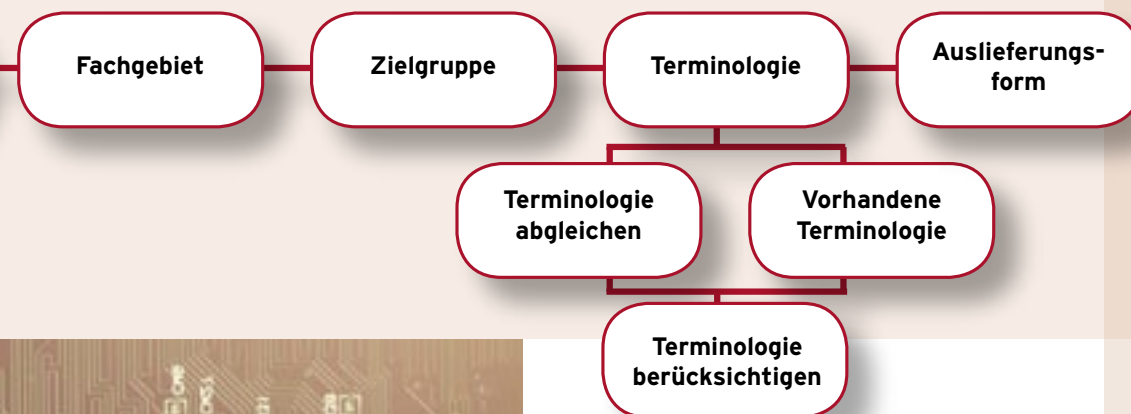 Fachgebiet
Zielgruppe
Terminologie
Auslieferungs-
form
Terminologie
abgleichen
Vorhandene
Terminologie
Terminologie
berücksichtigen